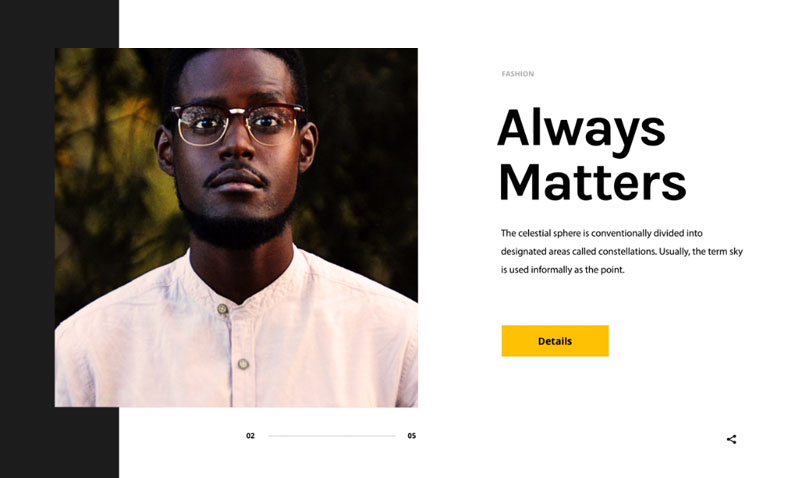 FASHION
Always
Matters
The celestial sphere is conventionally divided into
designated areas called constellations. Usually, the term sky
is used informally as the point.
Details
02
05